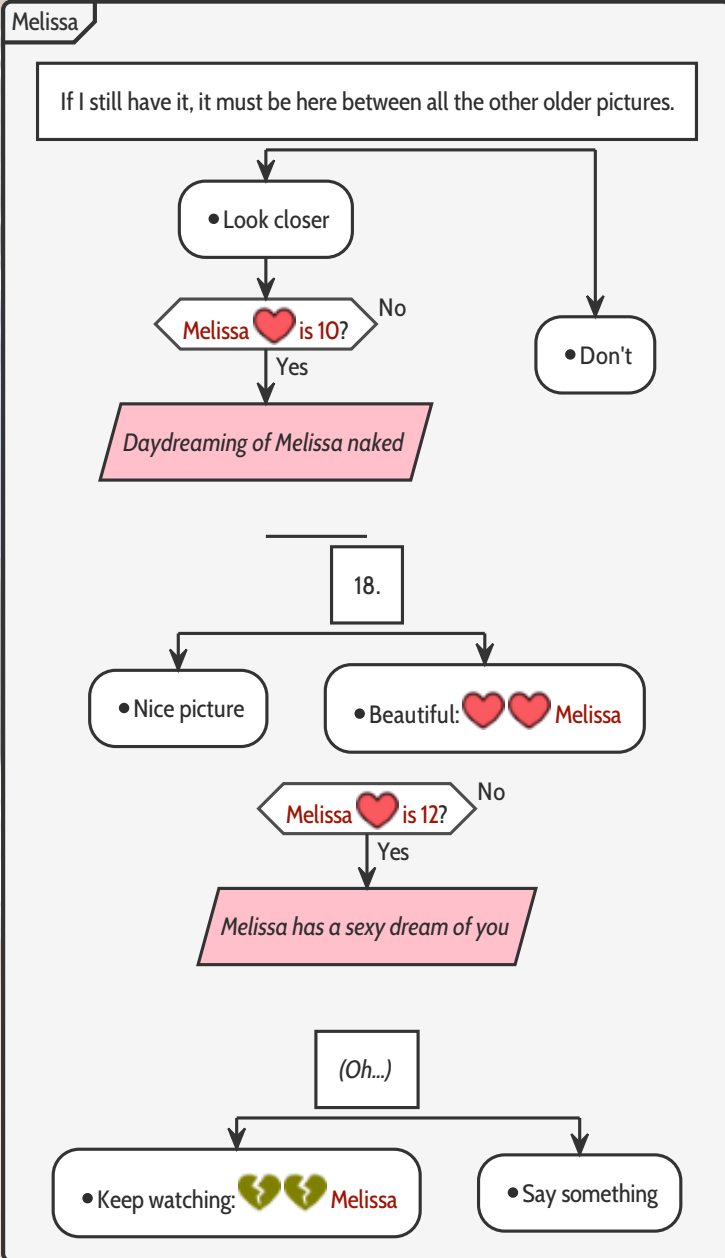 Melissa
If I still have it, it must be here between all the other older pictures.
•Look closer
Melissa is 10?
No
Yes
•Don't
Daydreaming of Melissa naked
18.
•Nice picture
•Beautiful: Melissa
Melissa is 12?
No
Yes
Melissa has a sexy dream of you
(Oh...)
•Keep watching: Melissa
•Say something